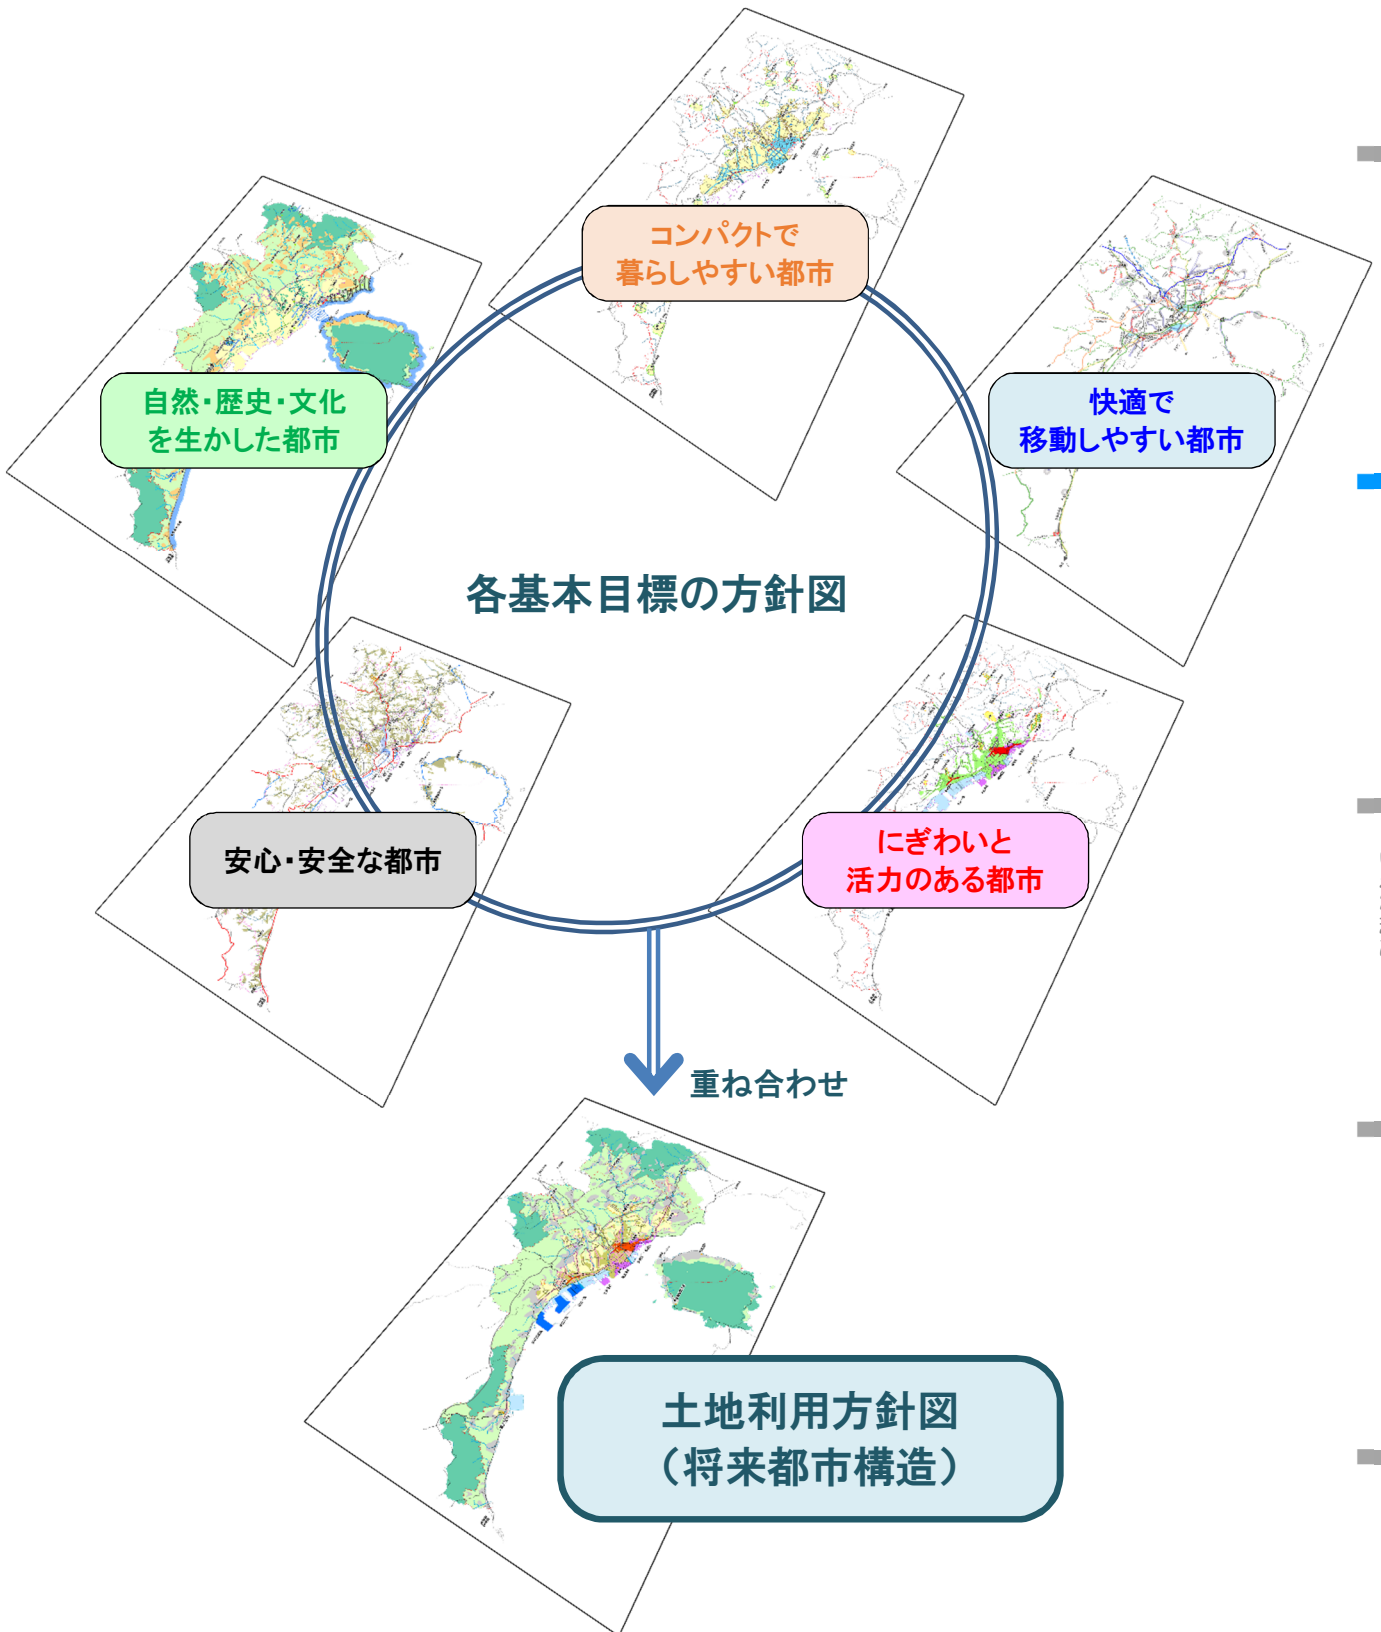 コンパクトで
暮らしやすい都市
自然・歴史・文化
を生かした都市
快適で
移動しやすい都市
各基本目標の方針図
安心・安全な都市
にぎわいと
活力のある都市
重ね合わせ
土地利用方針図
（将来都市構造）